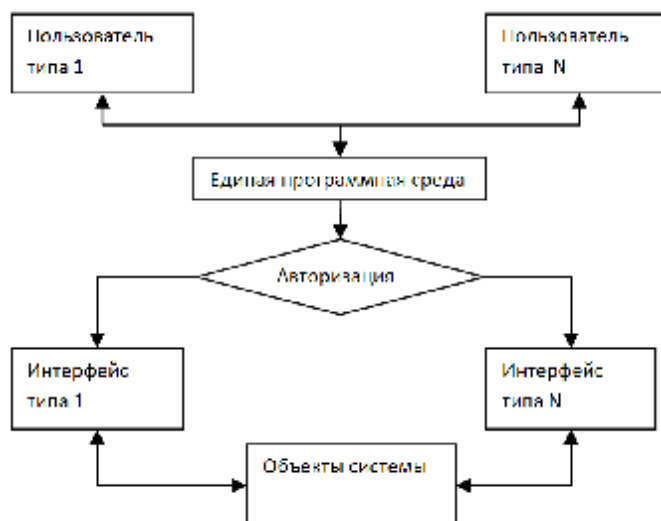 Пользователь
типа 1
Пользователь
типа N
Единая программная среда
Авторизация
Интерфейс
типа 1
Интерфейс
типа N
Объекты системы